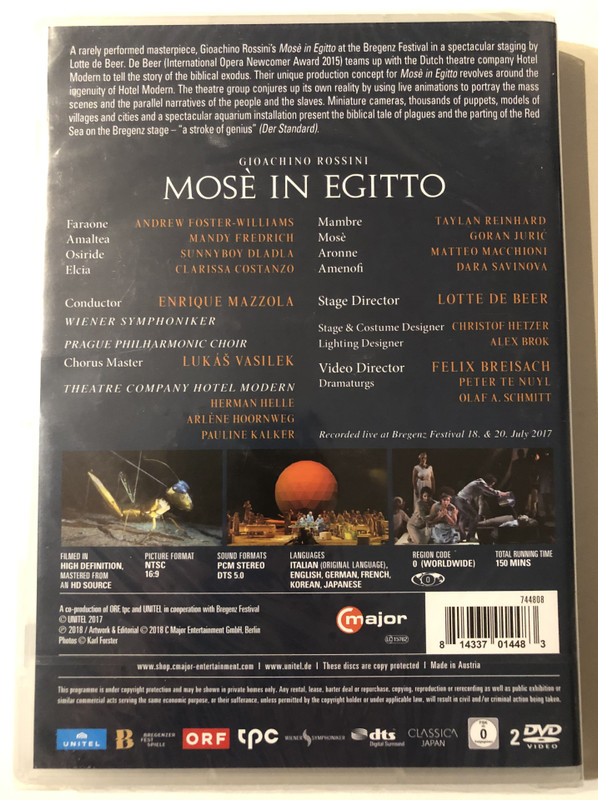 A rarely performed masterpiece, Gioachino Rossini's Mosè in Egitto at the Bregenz Festival in a spectacular staging by
Lotte de Beer. De Beer (International Opera Newcomer Award 2015) teams up with the Dutch theatre company Hotel
Modern to tell the story of the biblical exodus. Their unique production concept for Mosè in Egitto revolves around the
ingenuity of Hotel Modern. The theatre group conjures up its own reality by using live animations to portray the mass
scenes and the parallel narratives of the people and the slaves. Miniature cameras, thousands of puppets, models of
villages and cities and a spectacular aquarium installation present the biblical tale of plagues and the parting of the Red
Sea on the Bregenz stage – "a stroke of genius" (Der Standard).
GIOACHINO ROSSINI
MOSÈ IN EGITTO
Faraone ANDREW FOSTER-WILLIAMS
Amaltea MANDY FREDRICH
Osiride SUNNYBOY DLADLA
Elcia CLARISSA COSTANZO
Mambre TAYLAN REINHARD
Mosè GORAN JURIĆ
Aronne MATTEO MACCHIONI
Amenofi DARA SAVINOVA
Conductor ENRIQUE MAZZOLA
WIENER SYMPHONIKER
PRAGUE PHILHARMONIC CHOIR
Chorus Master LUKÁŠ VASILEK
THEATRE COMPANY HOTEL MODERN
HERMAN HELLE
ARLÈNE HOORNWEG
PAULINE KALKER
Stage Director LOTTE DE BEER
Stage & Costume Designer CHRISTOF HETZER
Lighting Designer ALEX BROK
Video Director FELIX BREISACH
Dramaturgs PETER TE NUYL
OLAF A. SCHMITT
Recorded live at Bregenz Festival 18. & 20. July 2017
FILMED IN
HIGH DEFINITION,
MASTERED FROM
AN HD SOURCE
PICTURE FORMAT
NTSC
16:9
SOUND FORMATS
PCM STEREO
DTS 5.0
LANGUAGES
ITALIAN (ORIGINAL LANGUAGE),
ENGLISH, GERMAN, FRENCH,
KOREAN, JAPANESE
REGION CODE
0 (WORLDWIDE)
0
TOTAL RUNNING TIME
150 MINS
A co-production of ORF, tpc and UNITEL in cooperation with Bregenz Festival
© UNITEL 2017
℗ 2018 / Artwork & Editorial © 2018 C Major Entertainment GmbH, Berlin
Photos © Karl Forster
C major
LC 15762
744808
8 14337 01448 3
www.shop.cmajor-entertainment.com | www.unitel.de | These discs are copy protected | Made in Austria
This programme is under copyright protection and may be shown in private homes only. Any rental, lease, barter deal or repurchase, copying, reproduction or rerecording as well as public exhibition or
similar commercial acts serving the same economic purpose, or their sufferance, unless permitted by the copyright holder or under applicable law, will result in civil and/or criminal action being taken.
UNITEL
B
BREGENZER
FEST
SPIELE
ORF
tpc
WIENER SYMPHONIKER
dts
Digital Surround
CLASSICA
JAPAN
0
2 DVD
VIDEO